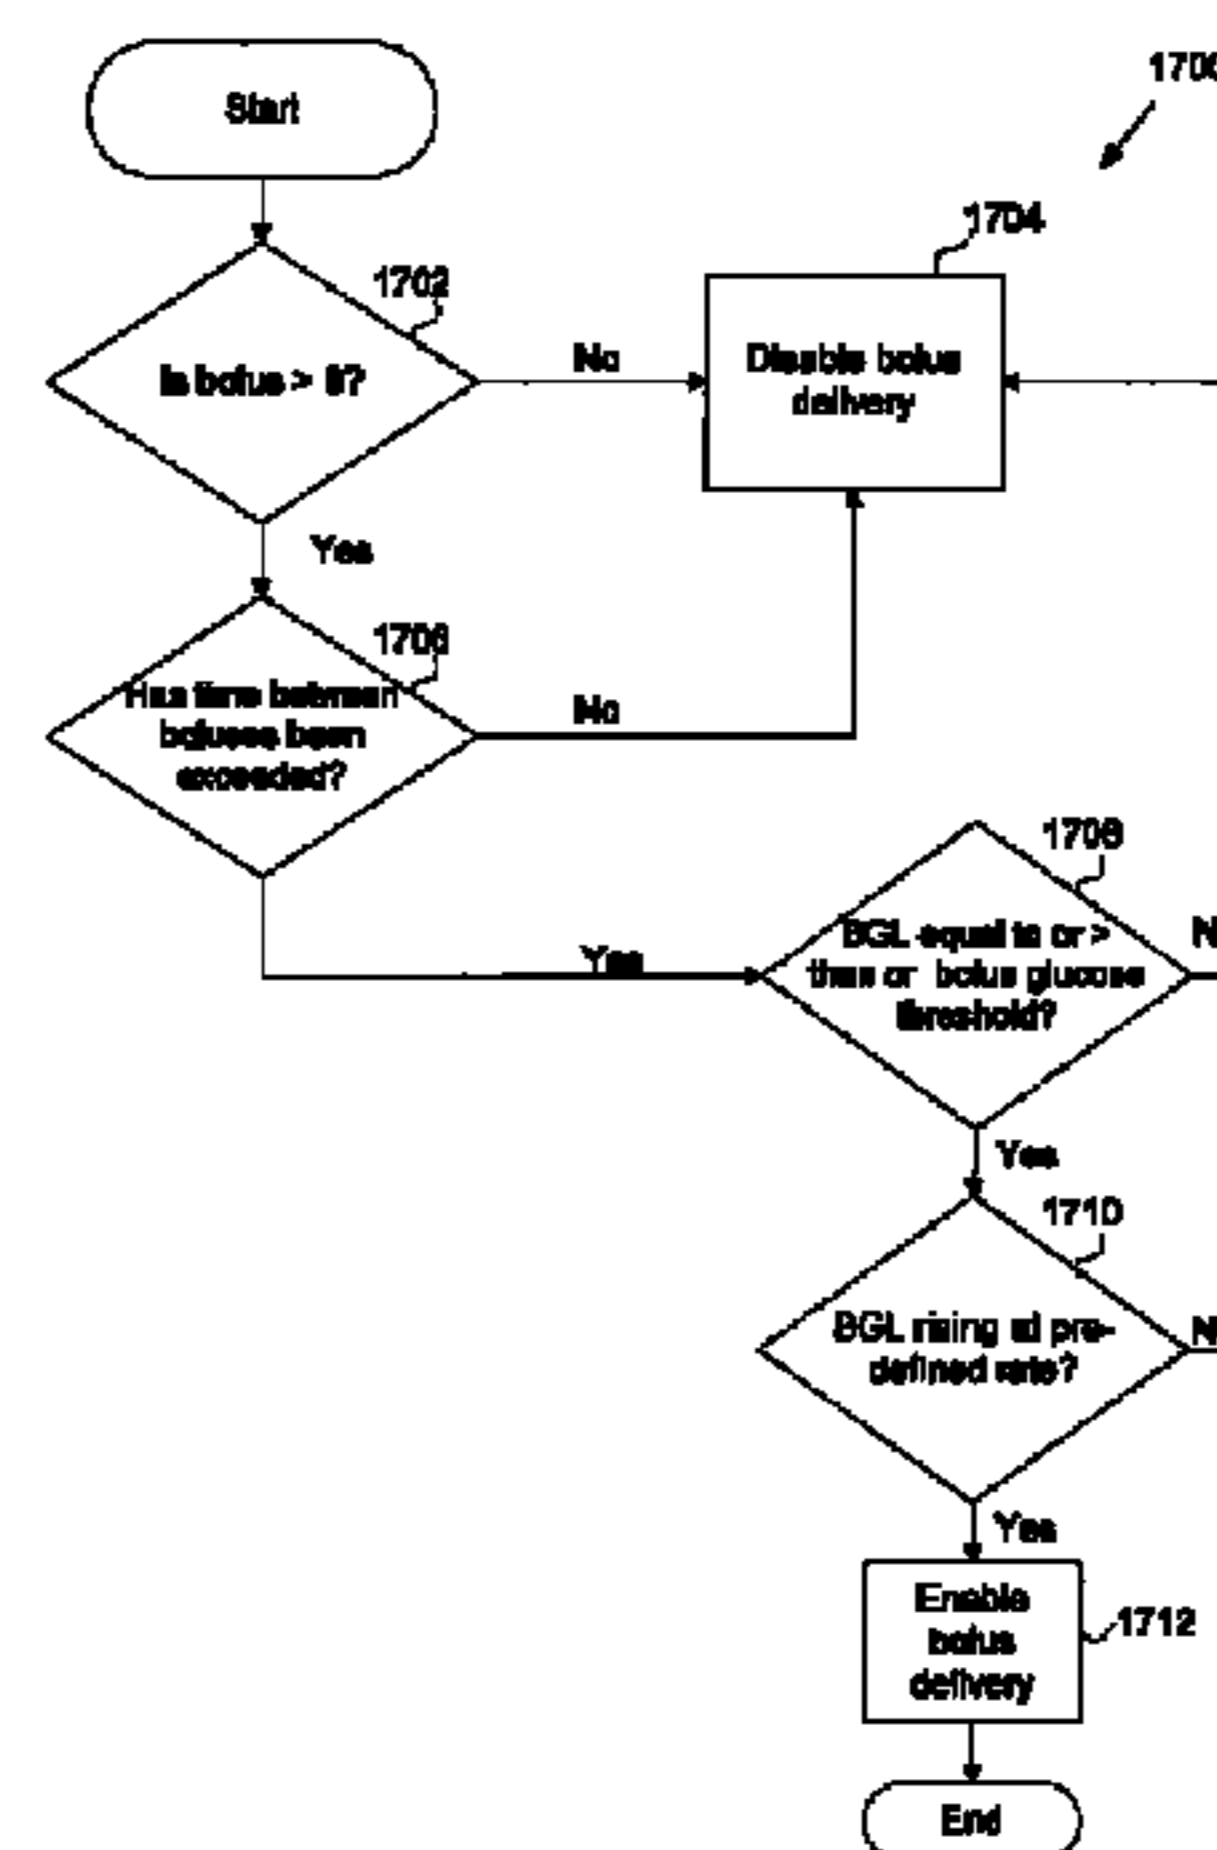 Start
1700
1704
1702
Is bolus > 0?
No
Disable bolus
delivery
Yes
1706
Has time between
boluses been
exceeded?
No
1708
BGL equal to or >
than or bolus glucose
threshold?
Yes
Yes
1710
BGL rising at pre-
defined rate?
Yes
Enable
bolus
delivery
1712
End